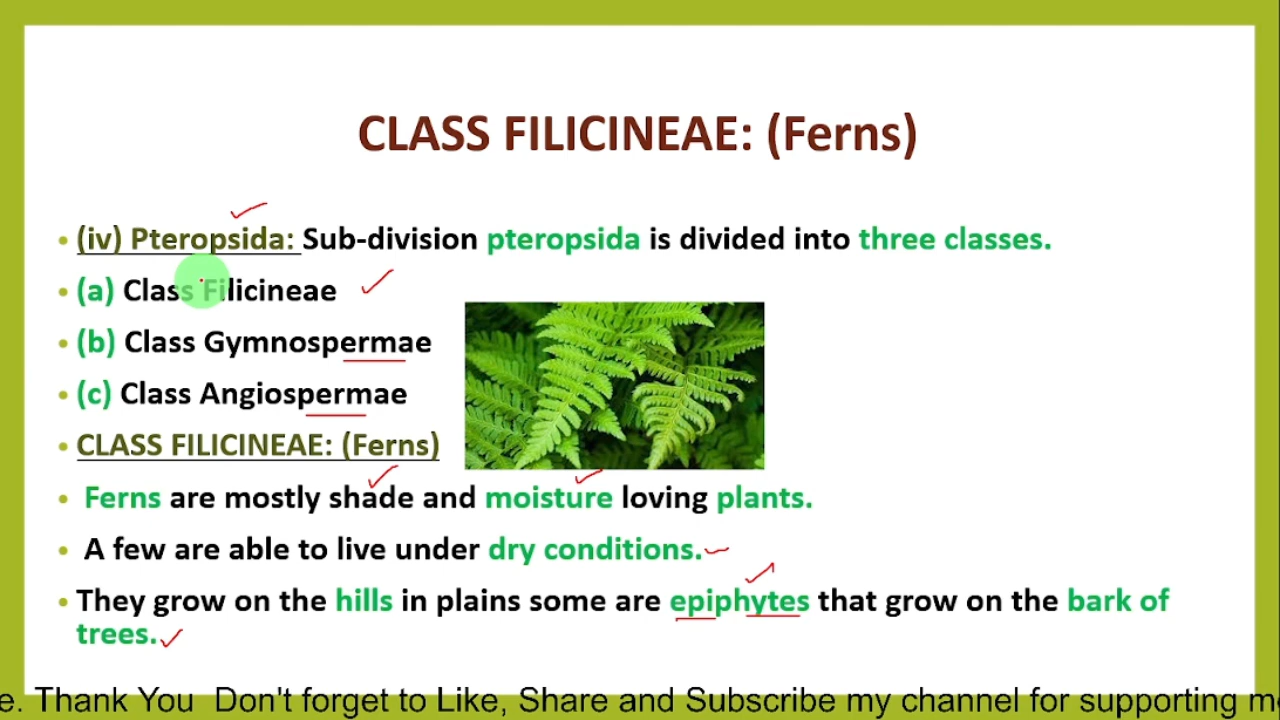 CLASS FILICINEAE: (Ferns)
(iv) Pteropsida: Sub-division pteropsida is divided into three classes.
(a) Class Filicineae
(b) Class Gymnospermae
(c) Class Angiospermae
CLASS FILICINEAE: (Ferns)
Ferns are mostly shade and moisture loving plants.
A few are able to live under dry conditions.
They grow on the hills in plains some are epiphytes that grow on the bark of
trees.
e. Thank You Don't forget to Like, Share and Subscribe my channel for supporting m